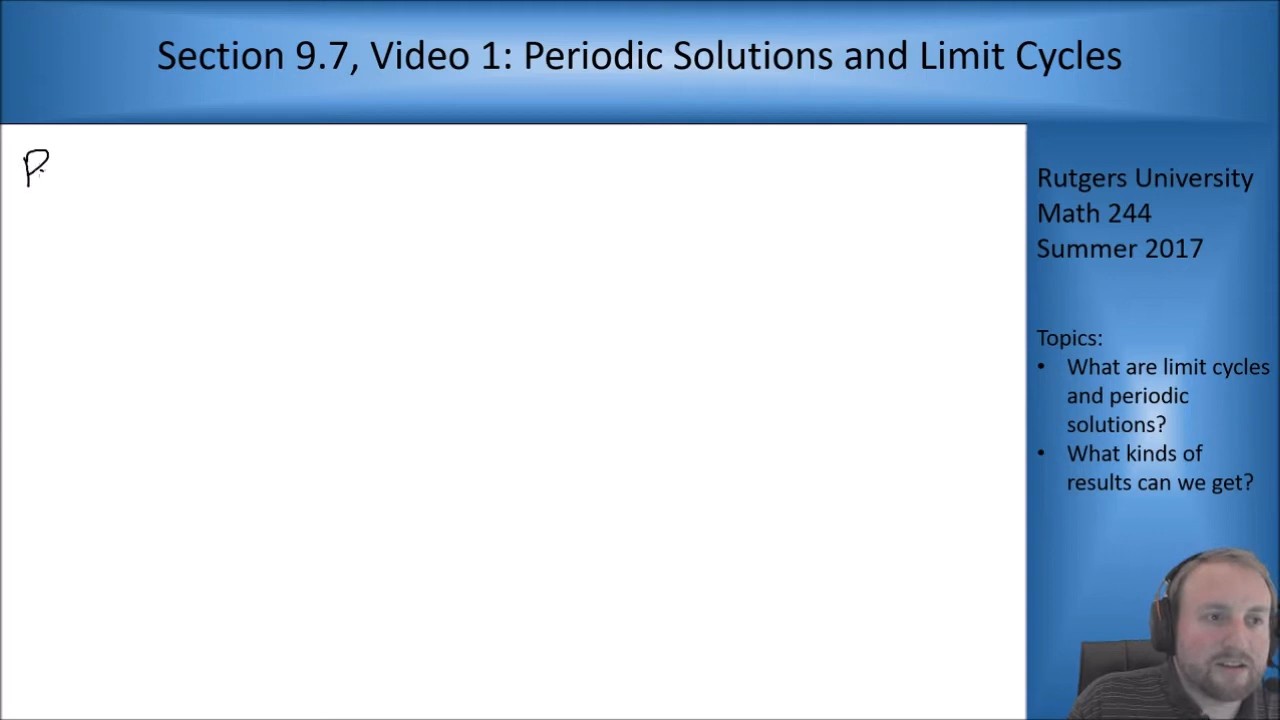 Section 9.7, Video 1: Periodic Solutions and Limit Cycles
P
Rutgers University
Math 244
Summer 2017
Topics:
• What are limit cycles
and periodic
solutions?
• What kinds of
results can we get?